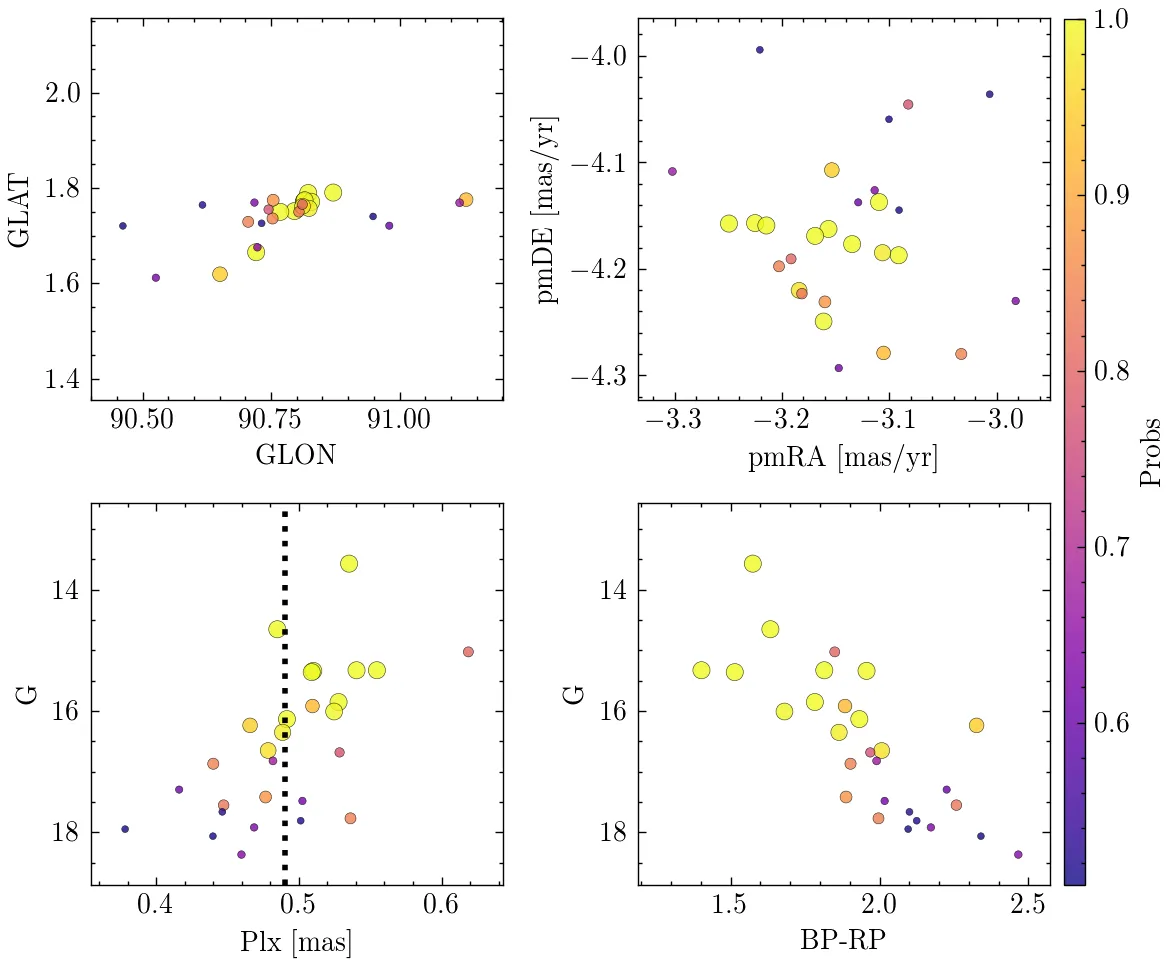 2.0
1.8
1.6
1.4
GLAT
90.50 90.75 91.00
GLON
−4.0
−4.1
−4.2
−4.3
pmDE [mas/yr]
−3.3 −3.2 −3.1 −3.0
pmRA [mas/yr]
14
16
18
G
0.4 0.5 0.6
Plx [mas]
14
16
18
G
1.5 2.0 2.5
BP-RP
1.0
0.9
0.8
0.7
0.6
Probs